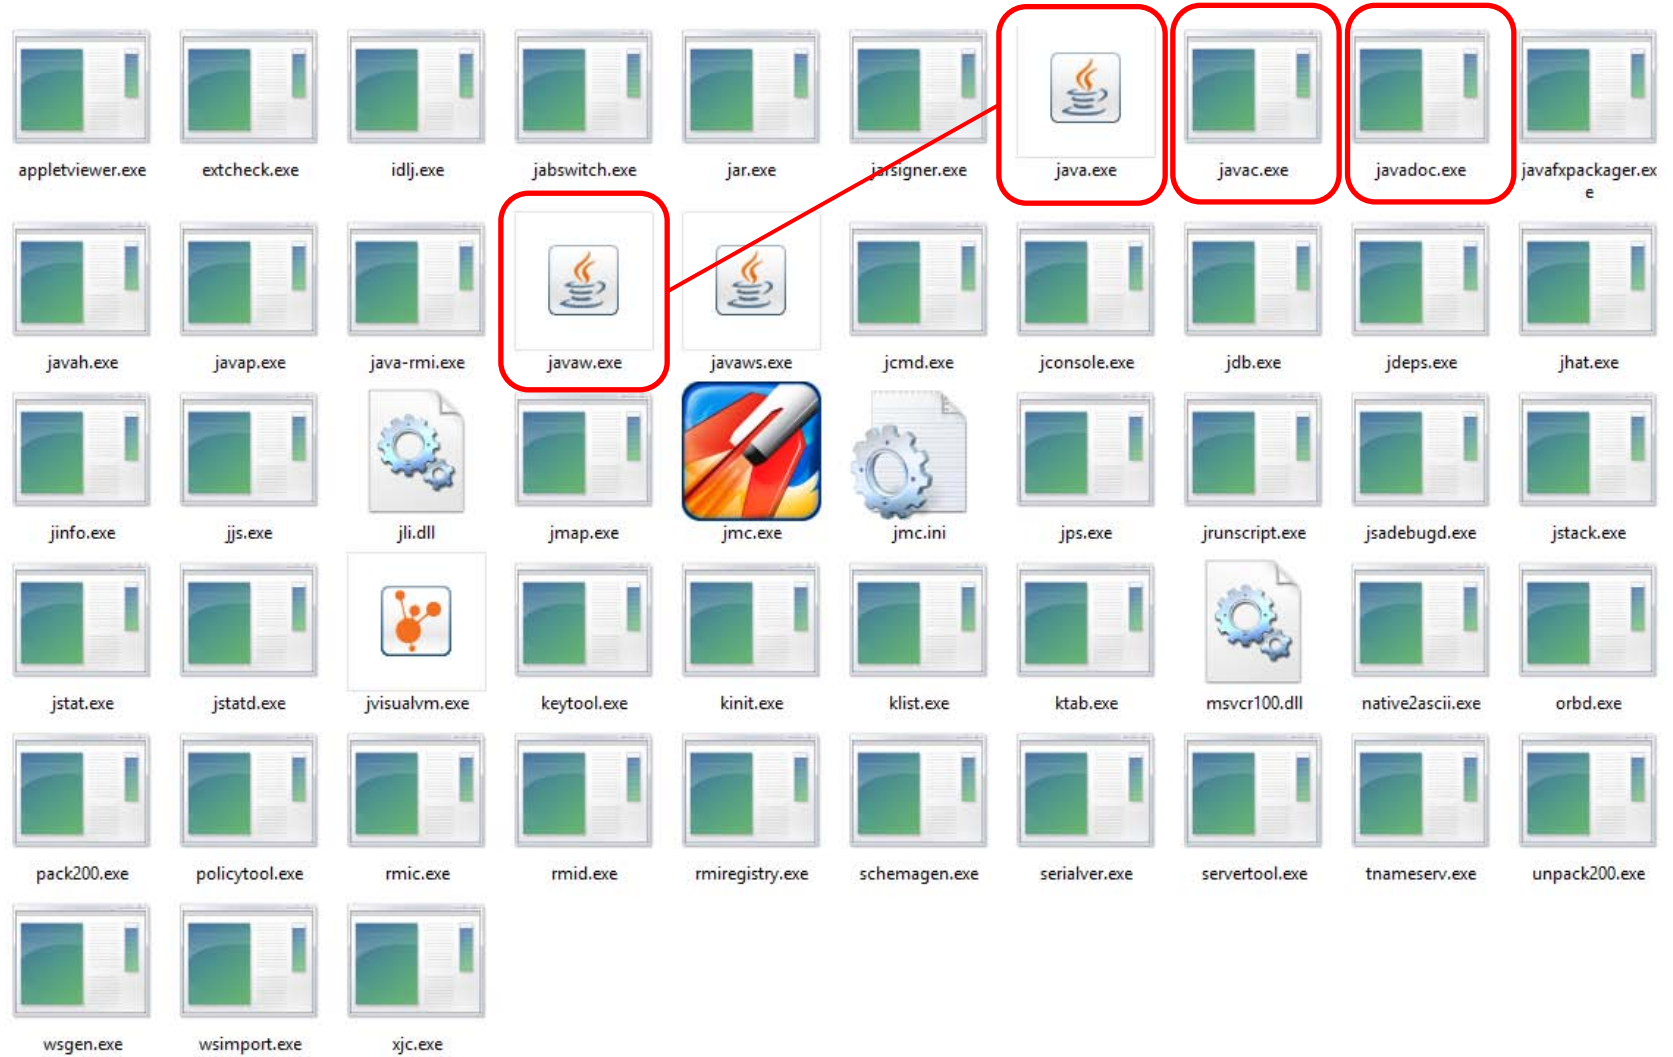 appletviewer.exe
extcheck.exe
idlj.exe
jabswitch.exe
jar.exe
jarsigner.exe
java.exe
javac.exe
javadoc.exe
javafxpackager.ex
e
javah.exe
javap.exe
java-rmi.exe
javaw.exe
javaws.exe
jcmd.exe
jconsole.exe
jdb.exe
jdeps.exe
jhat.exe
jinfo.exe
jjs.exe
jli.dll
jmap.exe
jmc.exe
jmc.ini
jps.exe
jrunscript.exe
jsadebugd.exe
jstack.exe
jstat.exe
jstatd.exe
jvisualvm.exe
keytool.exe
kinit.exe
klist.exe
ktab.exe
msvcr100.dll
native2ascii.exe
orbd.exe
pack200.exe
policytool.exe
rmic.exe
rmid.exe
rmiregistry.exe
schemagen.exe
serialver.exe
servertool.exe
tnameserv.exe
unpack200.exe
wsgen.exe
wsimport.exe
xjc.exe